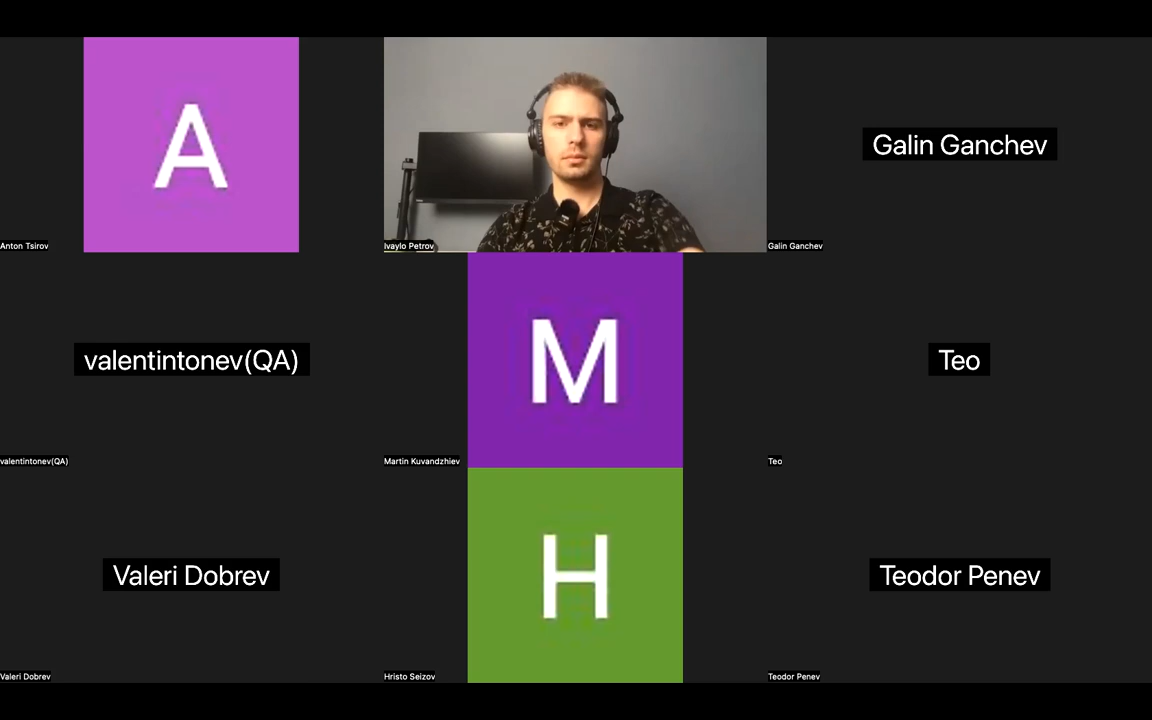 A
Anton Tsirov
Ivaylo Petrov
Galin Ganchev
Galin Ganchev
valentintonev(QA)
valentintonev(QA)
M
Martin Kuvandzhiev
Teo
Teo
Valeri Dobrev
Valeri Dobrev
H
Hristo Seizov
Teodor Penev
Teodor Penev